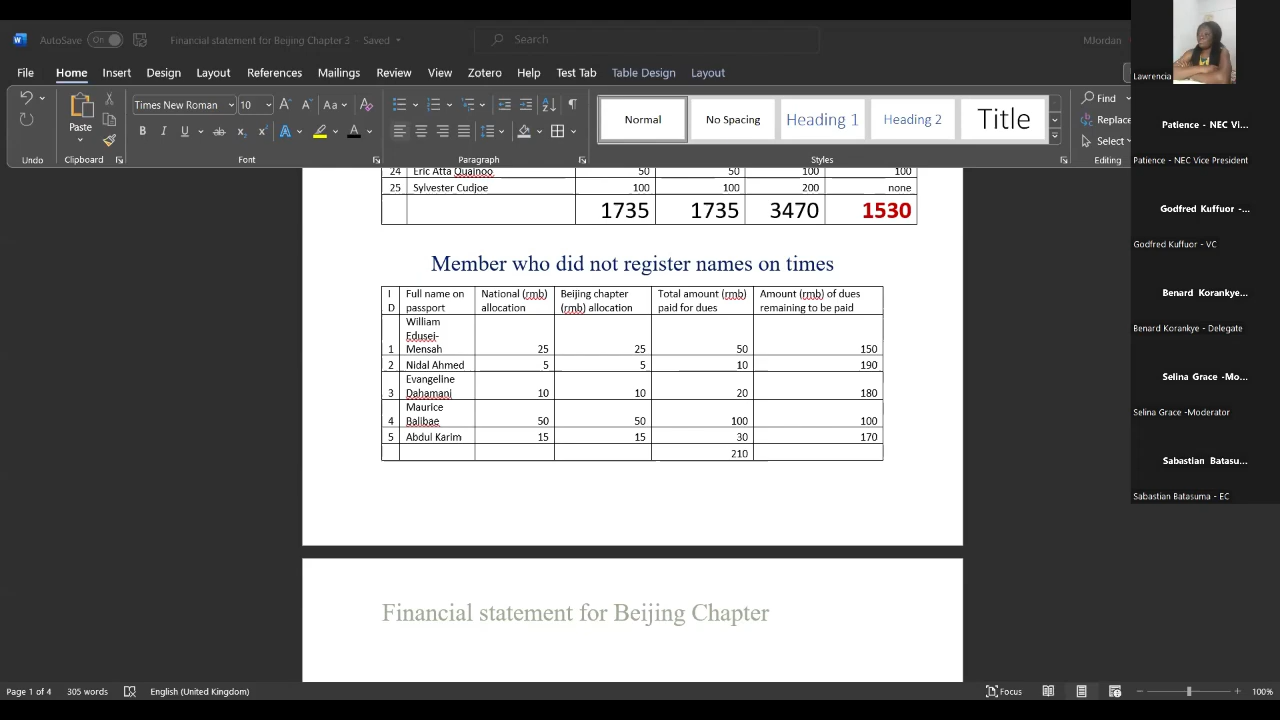 AutoSave On Financial statement for Beijing Chapter 3 - Saved Search MJordan
File Home Insert Design Layout References Mailings Review View Zotero Help Test Tab Table Design Layout
Times New Roman 10 Aa Find
Paste Normal No Spacing Heading 1 Heading 2 Title Replace
B I U ab x₂ x² A A Select
Undo Clipboard Font Paragraph Styles Editing
24 Eric Atta Quainoo 50 50 100 100
25 Sylvester Cudjoe 100 100 200 none
1735 1735 3470 1530
Member who did not register names on times
ID Full name on passport National (rmb) allocation Beijing chapter (rmb) allocation Total amount (rmb) paid for dues Amount (rmb) of dues remaining to be paid
1 William Edusei-Mensah 25 25 50 150
2 Nidal Ahmed 5 5 10 190
3 Evangeline Dahamani 10 10 20 180
4 Maurice Balibae 50 50 100 100
5 Abdul Karim 15 15 30 170
210
Financial statement for Beijing Chapter
Page 1 of 4 305 words English (United Kingdom) Focus 100%
Lawrencia
Patience - NEC Vi...
Patience - NEC Vice President
Godfred Kuffuor -...
Godfred Kuffuor - VC
Benard Korankye...
Benard Korankye - Delegate
Selina Grace -Mo...
Selina Grace -Moderator
Sabastian Batasu...
Sabastian Batasuma - EC